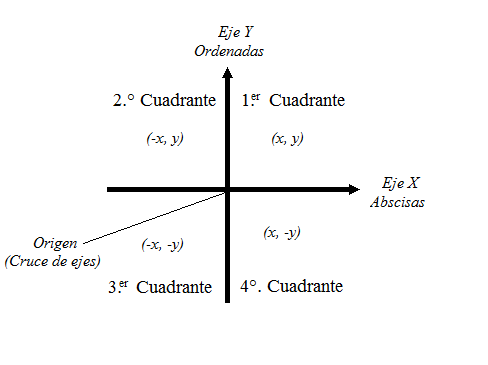 Eje Y
Ordenadas
2.° Cuadrante
1.er Cuadrante
(-x, y)
(x, y)
Eje X
Abscisas
Origen
(Cruce de ejes)
(-x, -y)
(x, -y)
3.er Cuadrante
4°. Cuadrante